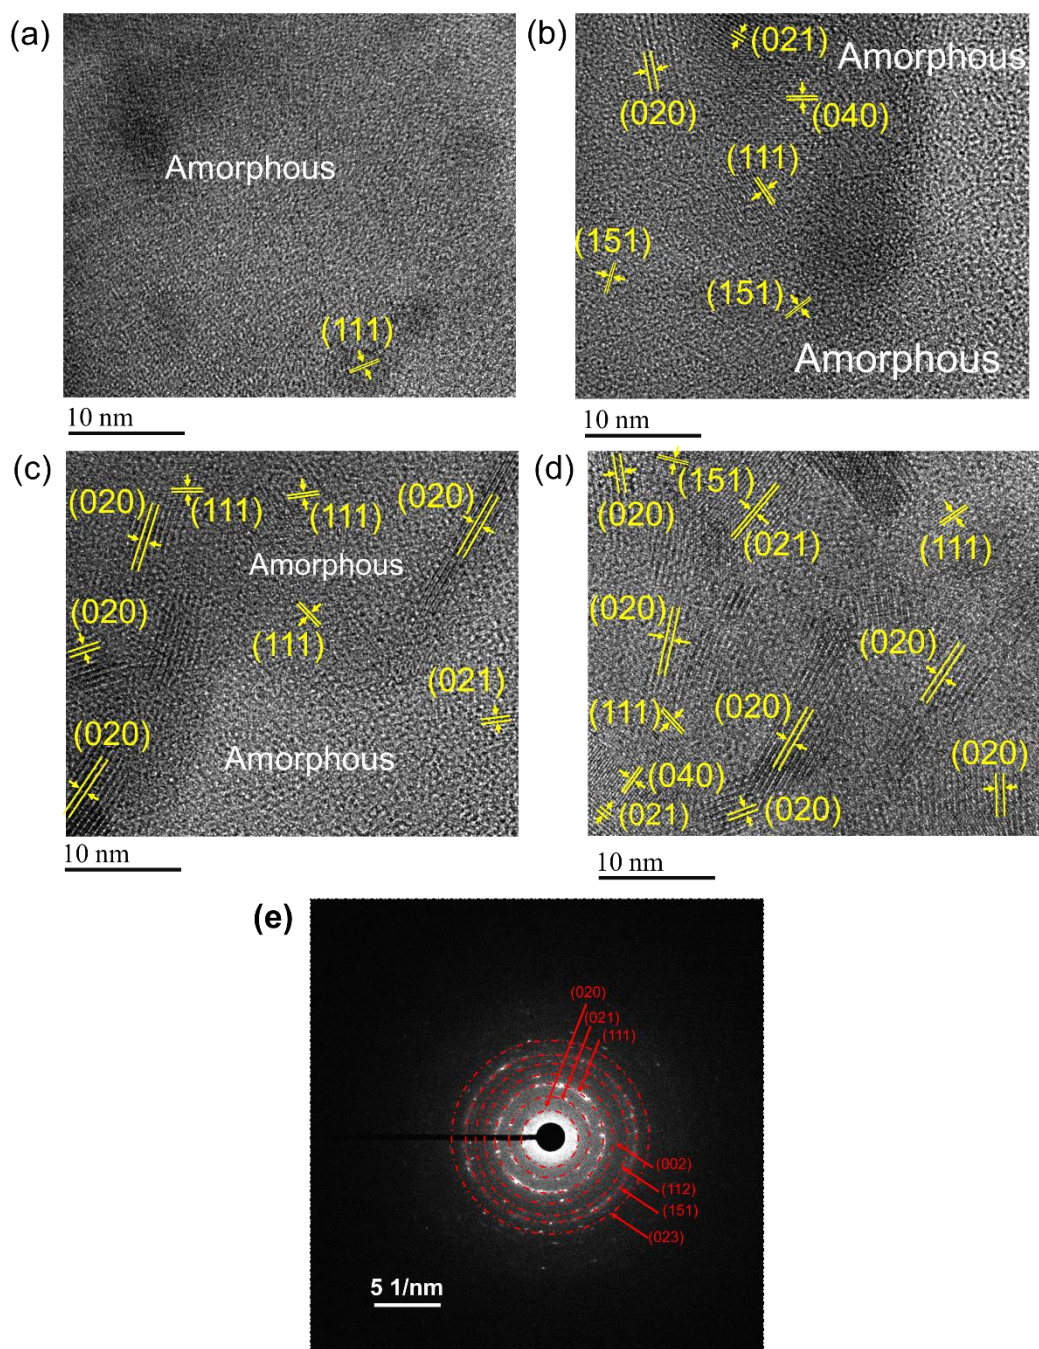 (a)
Amorphous
(111)
10 nm
(b)
(021)
Amorphous
(020)
(040)
(111)
(151)
(151)
Amorphous
10 nm
(c)
(020)
(111)
(111)
(020)
Amorphous
(020)
(111)
(021)
(020)
Amorphous
10 nm
(d)
(020)
(151)
(021)
(111)
(020)
(020)
(111)
(020)
(020)
(040)
(021)
(020)
10 nm
(e)
(020)
(021)
(111)
(002)
(112)
(151)
(023)
5 1/nm